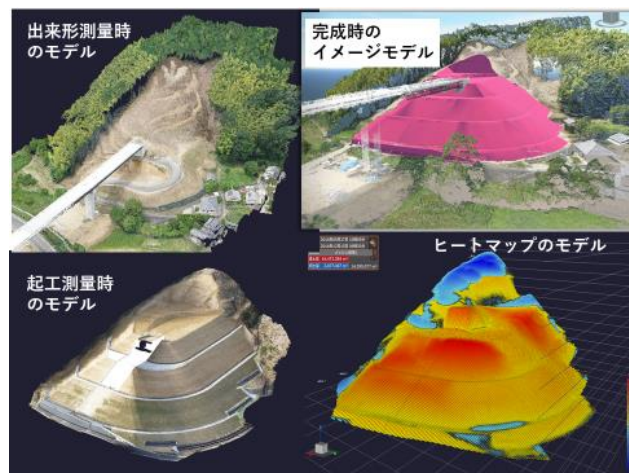 出来形測量時
のモデル
完成時の
イメージモデル
ヒートマップのモデル
起工測量時
のモデル